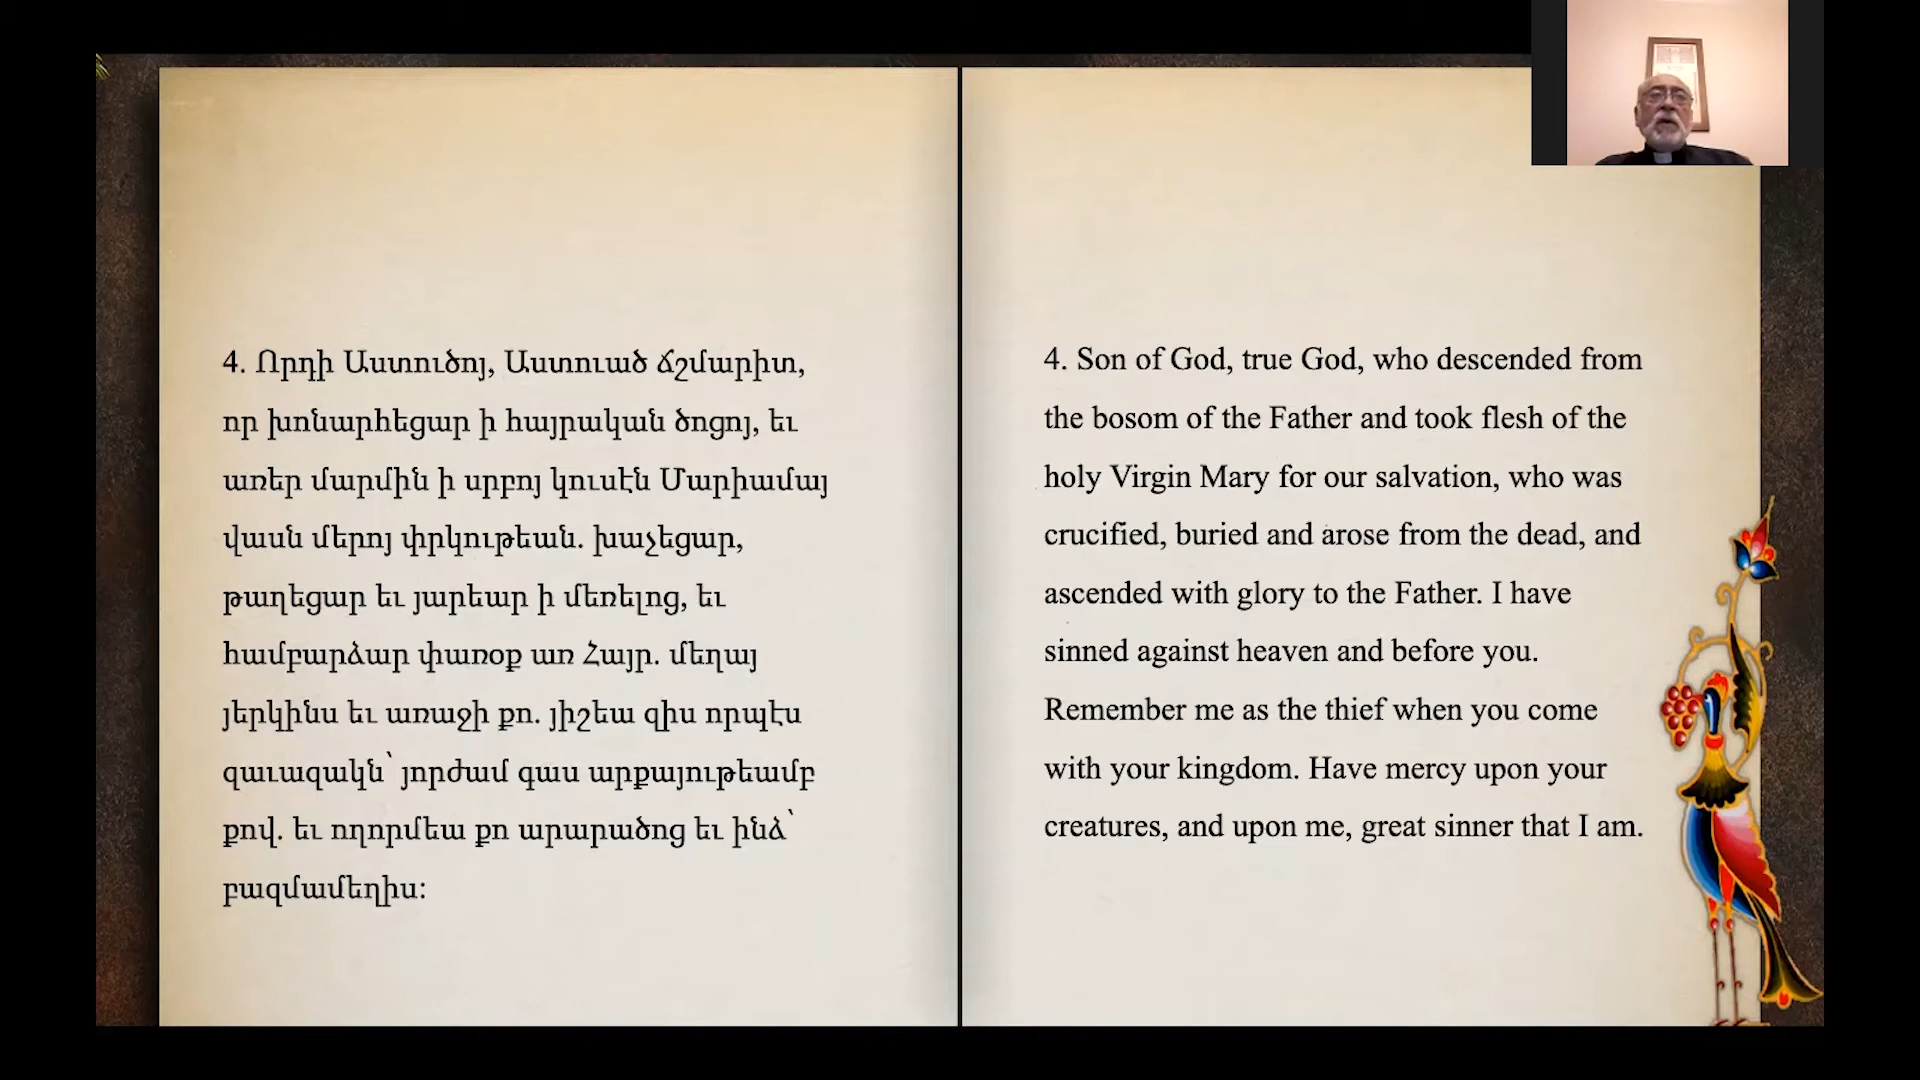 4. Որդի Աստուծոյ, Աստուած ճշմարիտ,
որ խոնարհեցար ի հայրական ծոցոյ, եւ
առեր մարմին ի սրբոյ կուսէն Մարիամայ
վասն մերոյ փրկութեան. խաչեցար,
թաղեցար եւ յարեար ի մեռելոց, եւ
համբարձար փառօք առ Հայր. մեղայ
յերկինս եւ առաջի քո. յիշեա զիս որպէս
զաւազակն՝ յորժամ գաս արքայութեամբ
քով. եւ ողորմեա քո արարածոց եւ ինձ՝
բազմամեղիս:
4. Son of God, true God, who descended from
the bosom of the Father and took flesh of the
holy Virgin Mary for our salvation, who was
crucified, buried and arose from the dead, and
ascended with glory to the Father. I have
sinned against heaven and before you.
Remember me as the thief when you come
with your kingdom. Have mercy upon your
creatures, and upon me, great sinner that I am.